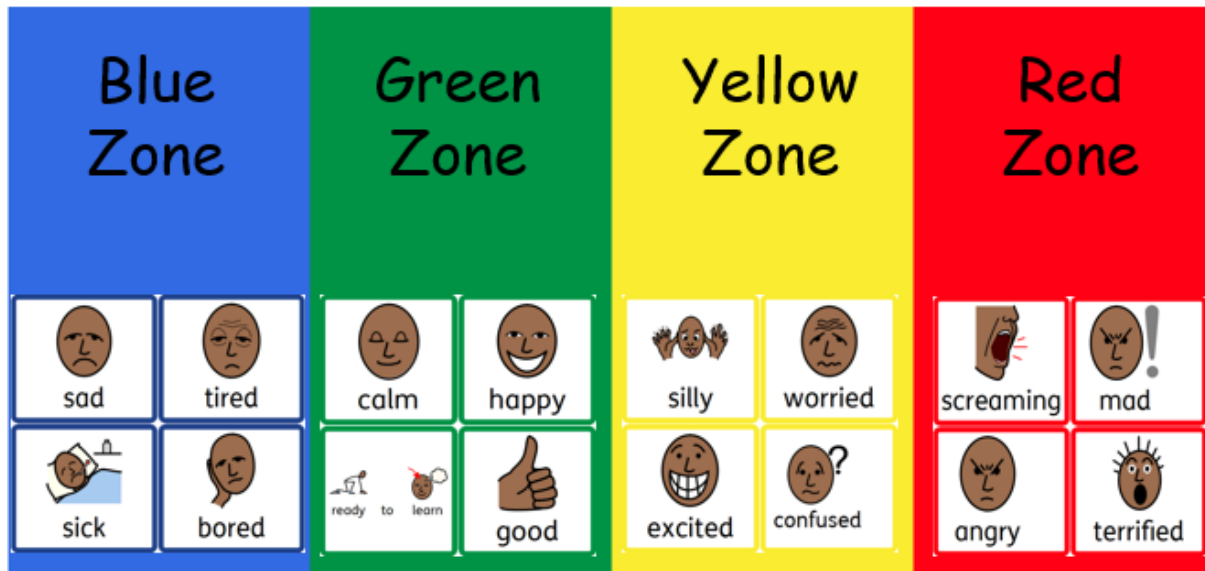 Blue Zone
Green Zone
Yellow Zone
Red Zone
sad
tired
sick
bored
calm
happy
ready to learn
good
silly
worried
excited
confused
?
screaming
mad
!
angry
terrified